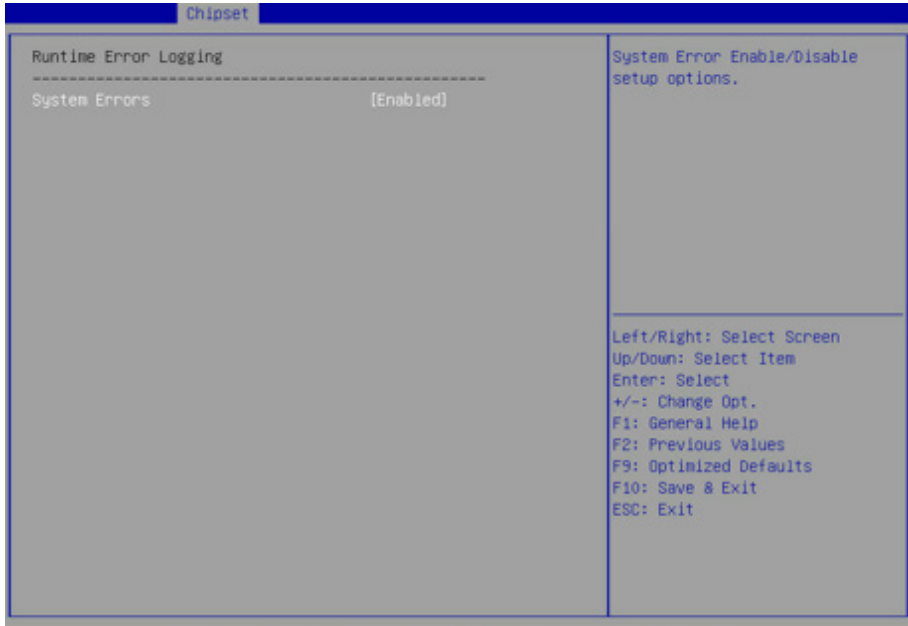 Chipset
Runtime Error Logging
--------------------------------------------------
System Errors [Enabled]
System Error Enable/Disable
setup options.
Left/Right: Select Screen
Up/Down: Select Item
Enter: Select
+/-: Change Opt.
F1: General Help
F2: Previous Values
F9: Optimized Defaults
F10: Save & Exit
ESC: Exit